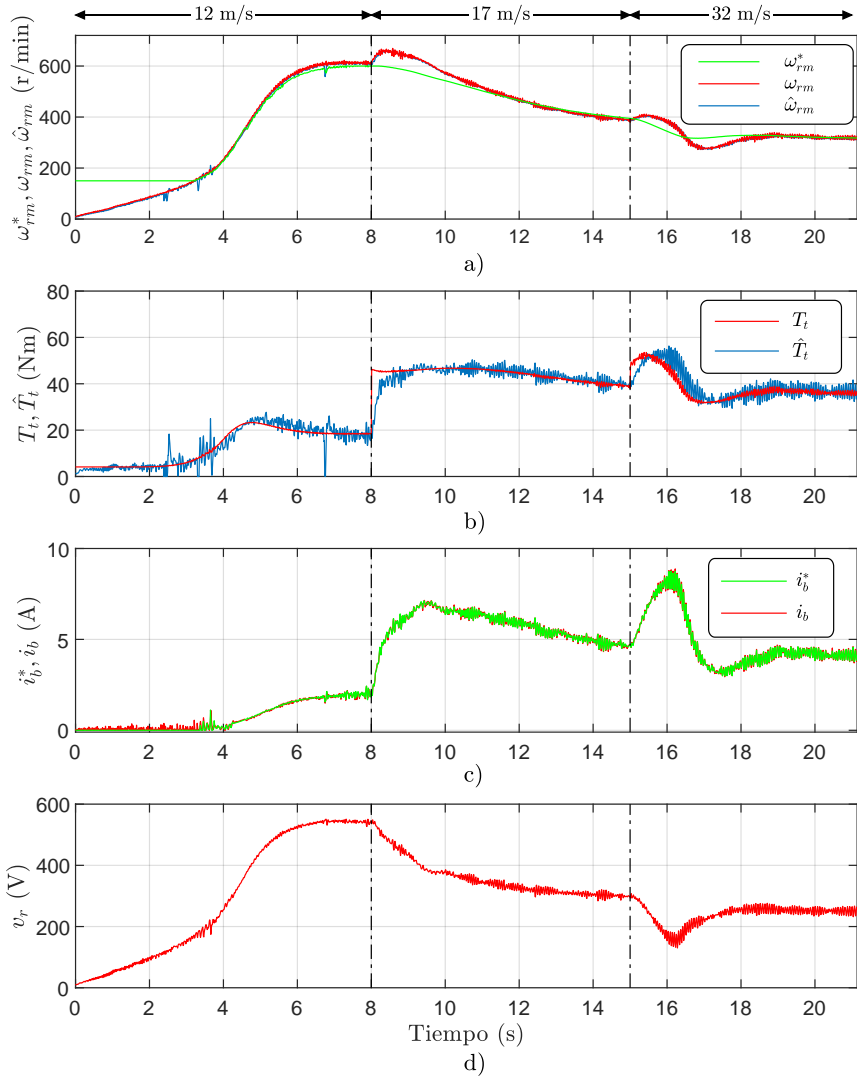 12 m/s 17 m/s 32 m/s
ω*rm, ωrm, ω̂rm (r/min)
600
400
200
0
ω*rm
ωrm
ω̂rm
0 2 4 6 8 10 12 14 16 18 20
a)
Tt, T̂t (Nm)
80
60
40
20
0
Tt
T̂t
0 2 4 6 8 10 12 14 16 18 20
b)
i*b, ib (A)
10
5
0
i*b
ib
0 2 4 6 8 10 12 14 16 18 20
c)
vr (V)
600
400
200
0
0 2 4 6 8 10 12 14 16 18 20
Tiempo (s)
d)